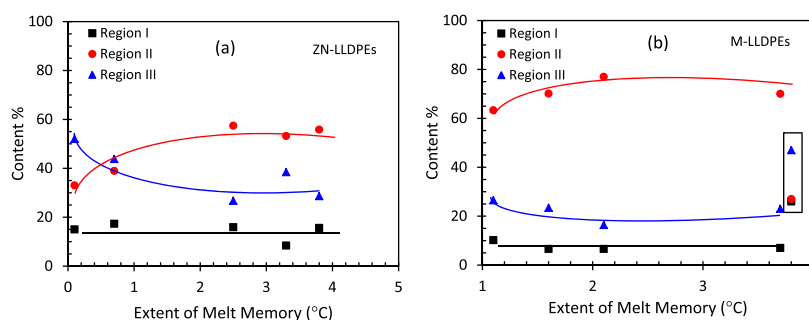 100
80
60
40
20
0
Content %
Region I
Region II
Region III
(a)
ZN-LLDPEs
0 1 2 3 4 5
Extent of Melt Memory (°C)
100
80
60
40
20
0
Content %
Region I
Region II
Region III
(b)
M-LLDPEs
1 2 3
Extent of Melt Memory (°C)